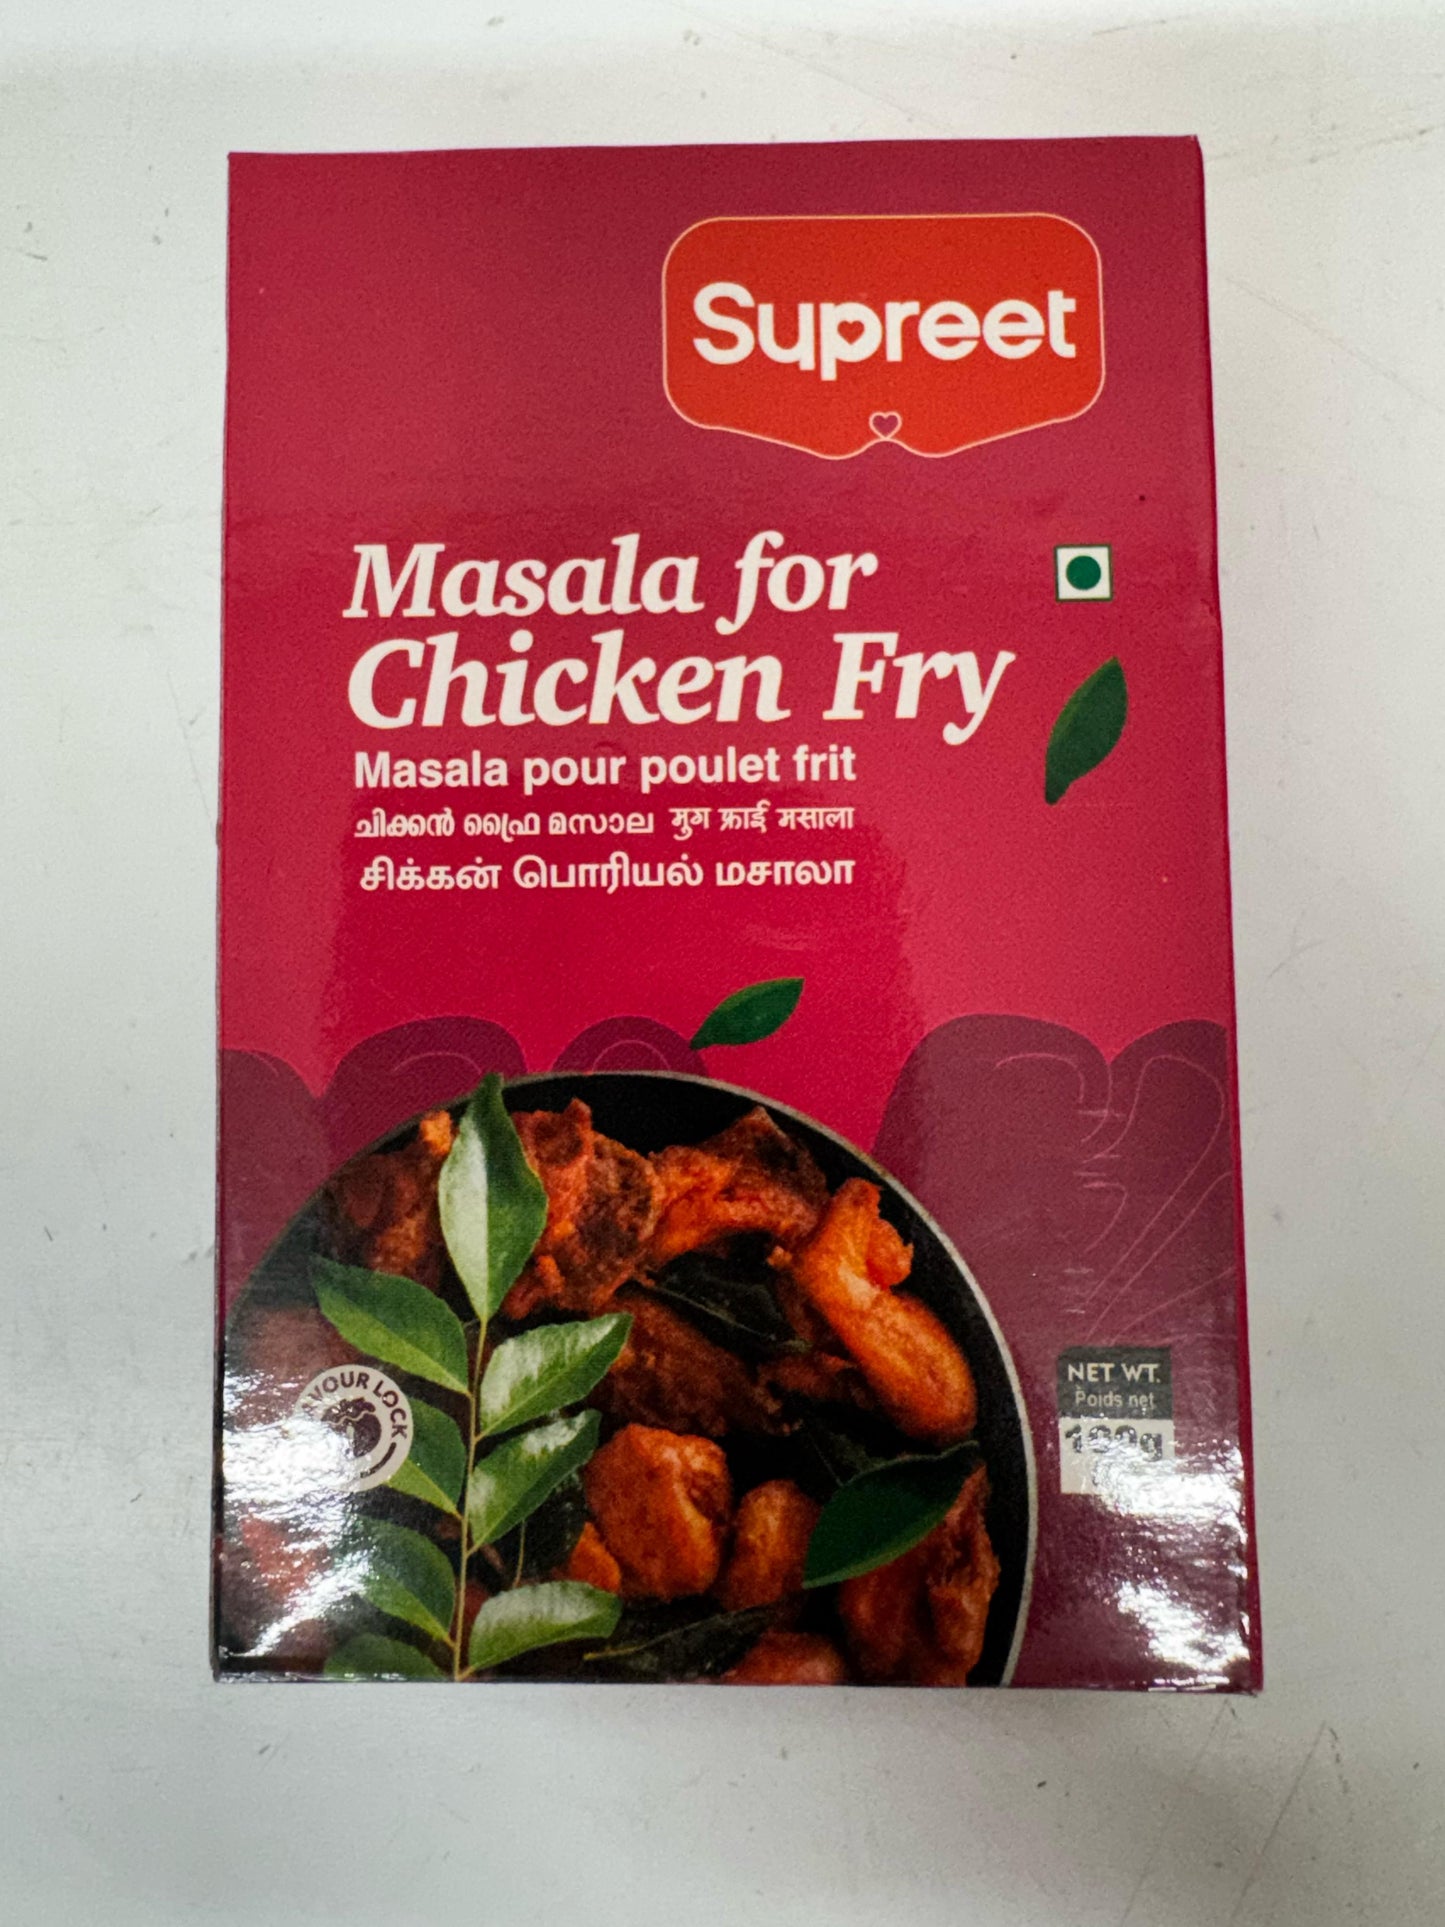 Supreet
Masala for
Chicken Fry
Masala pour poulet frit
ചിക്കൻ ഫ്രൈ മസാല मुग फ्राई मसाला
சிக்கன் பொரியல் மசாலா
LOCK
NET WT.
Poids net